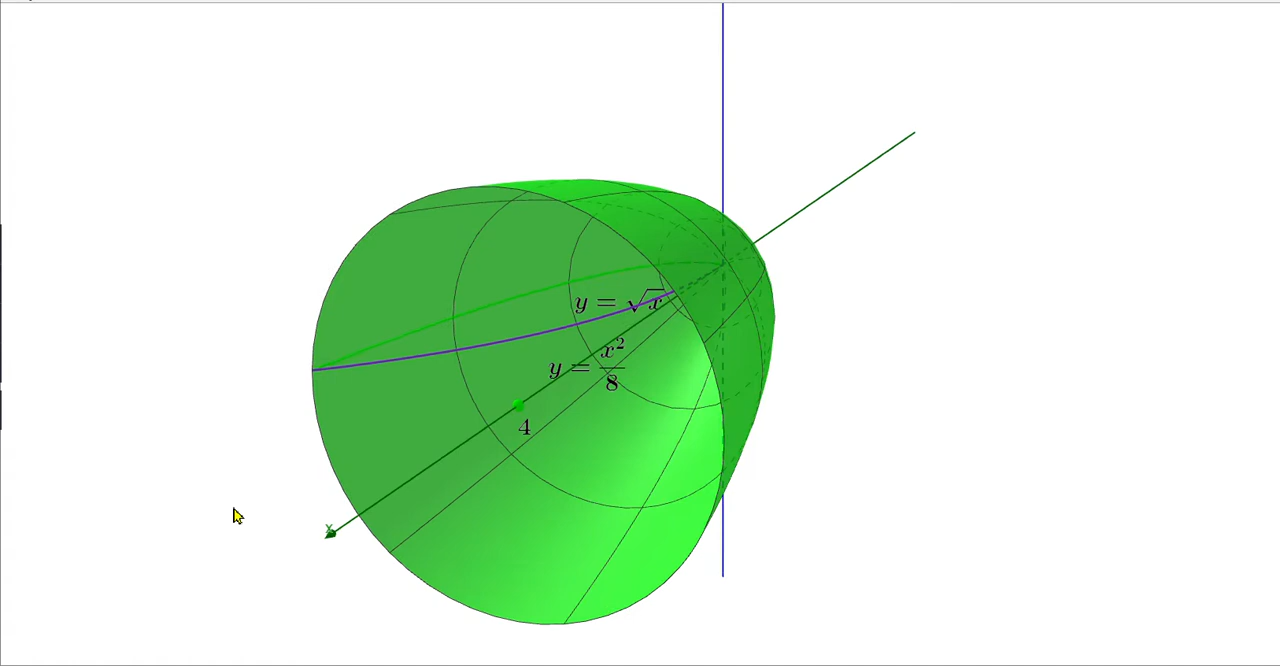 y = √x
y = x²/8
4
x